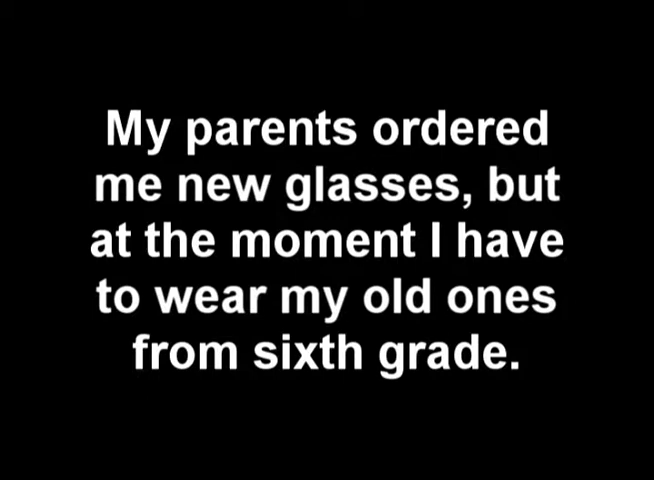 My parents ordered
me new glasses, but
at the moment I have
to wear my old ones
from sixth grade.